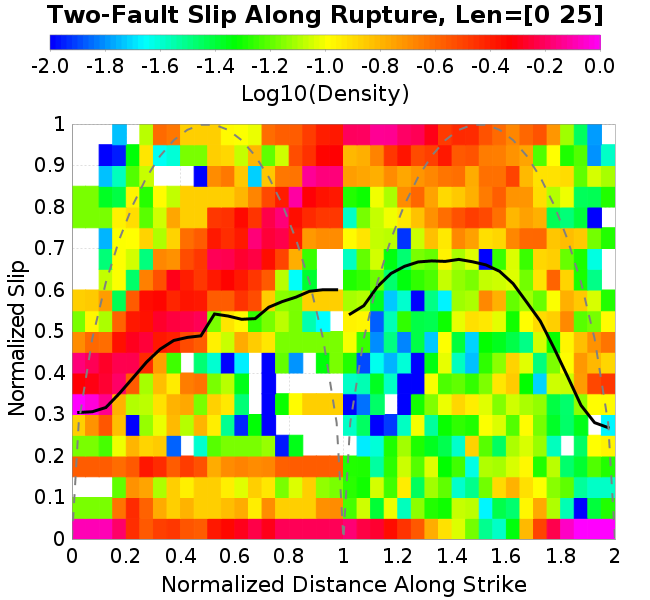 Two-Fault Slip Along Rupture, Len=[0 25]
-2.0 -1.8 -1.6 -1.4 -1.2 -1.0 -0.8 -0.6 -0.4 -0.2 0.0
Log10(Density)
1
0.9
0.8
0.7
0.6
0.5
0.4
0.3
0.2
0.1
0
Normalized Slip
0 0.2 0.4 0.6 0.8 1 1.2 1.4 1.6 1.8 2
Normalized Distance Along Strike